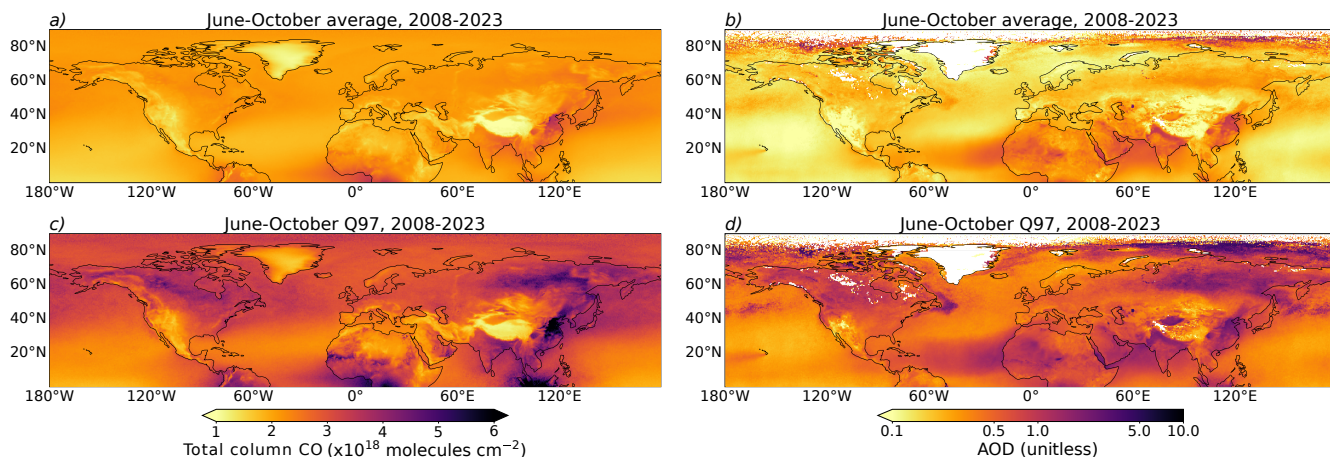 a) June-October average, 2008-2023
80°N
60°N
40°N
20°N
180°W 120°W 60°W 0° 60°E 120°E
b) June-October average, 2008-2023
80°N
60°N
40°N
20°N
180°W 120°W 60°W 0° 60°E 120°E
c) June-October Q97, 2008-2023
80°N
60°N
40°N
20°N
180°W 120°W 60°W 0° 60°E 120°E
1 2 3 4 5 6
Total column CO (x10¹⁸ molecules cm⁻²)
d) June-October Q97, 2008-2023
80°N
60°N
40°N
20°N
180°W 120°W 60°W 0° 60°E 120°E
0.1 0.5 1.0 5.0 10.0
AOD (unitless)